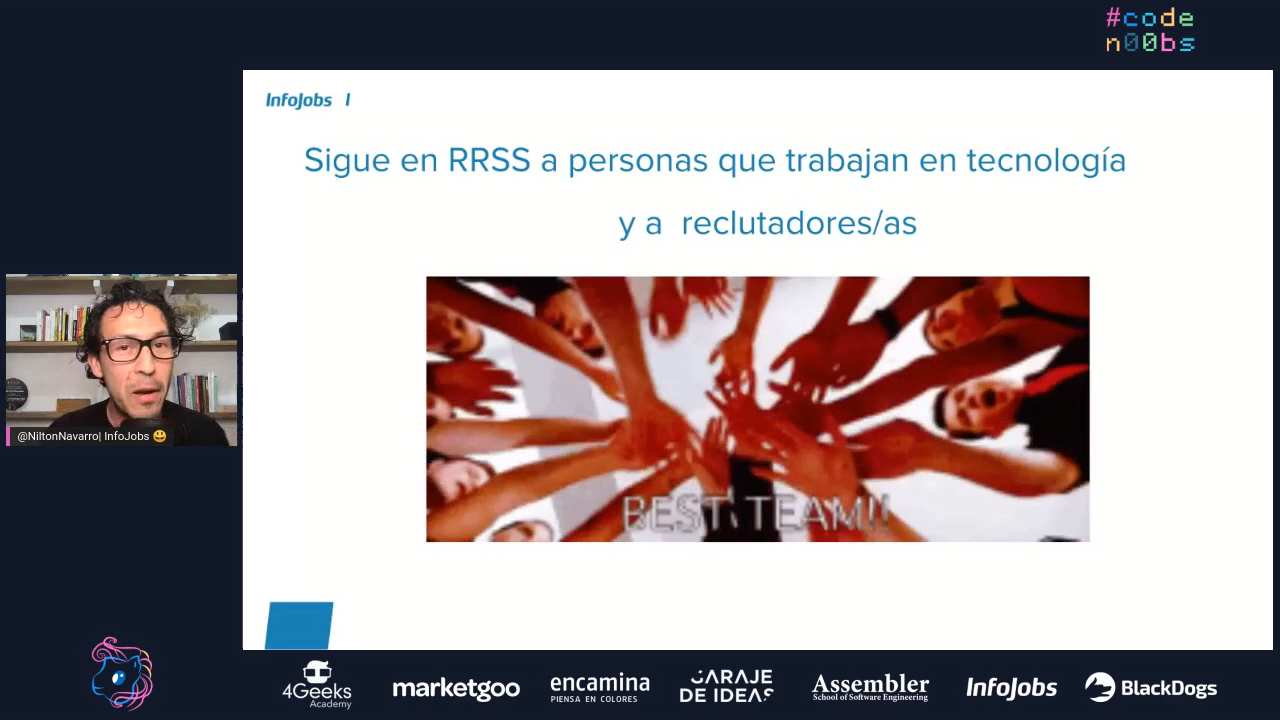 #code
n00bs
InfoJobs |
Sigue en RRSS a personas que trabajan en tecnología
y a reclutadores/as
BEST TEAM!!
@NiltonNavarro| InfoJobs 😃
4Geeks
Academy
marketgoo
encamina
PIENSA EN COLORES
GARAJE
DE IDEAS
Assembler
School of Software Engineering
InfoJobs
BlackDogs